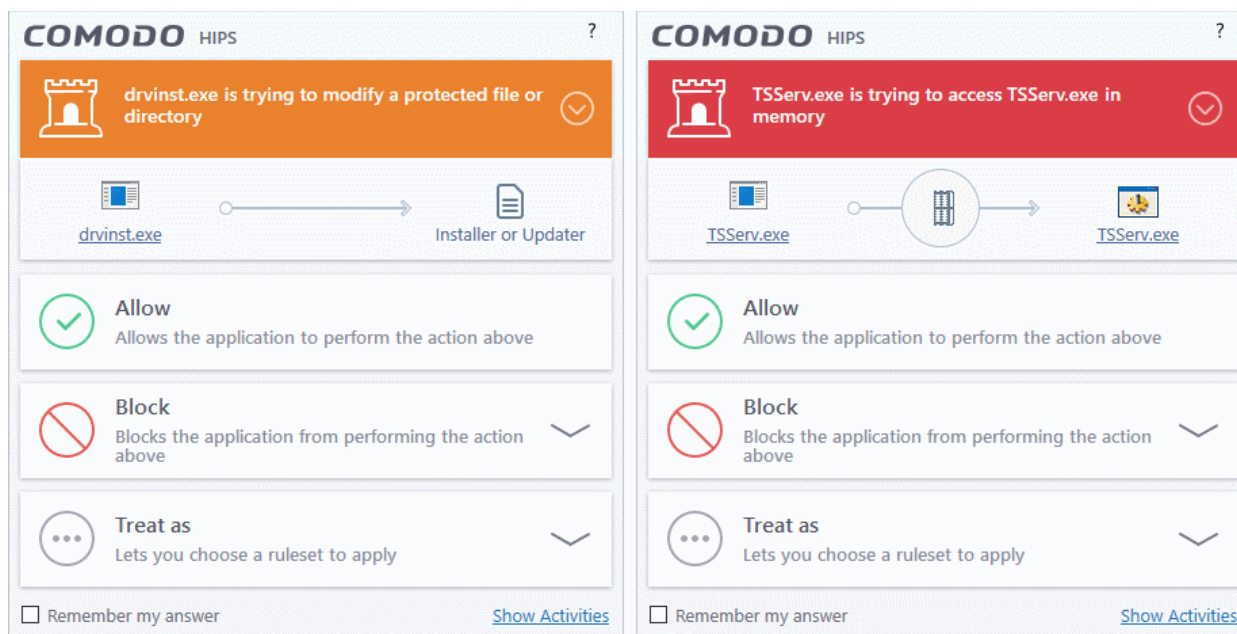 COMODO HIPS ?
drvinst.exe is trying to modify a protected file or
directory
drvinst.exe
Installer or Updater
Allow
Allows the application to perform the action above
Block
Blocks the application from performing the action
above
Treat as
Lets you choose a ruleset to apply
Remember my answer
Show Activities
COMODO HIPS ?
TSServ.exe is trying to access TSServ.exe in
memory
TSServ.exe
TSServ.exe
Allow
Allows the application to perform the action above
Block
Blocks the application from performing the action
above
Treat as
Lets you choose a ruleset to apply
Remember my answer
Show Activities